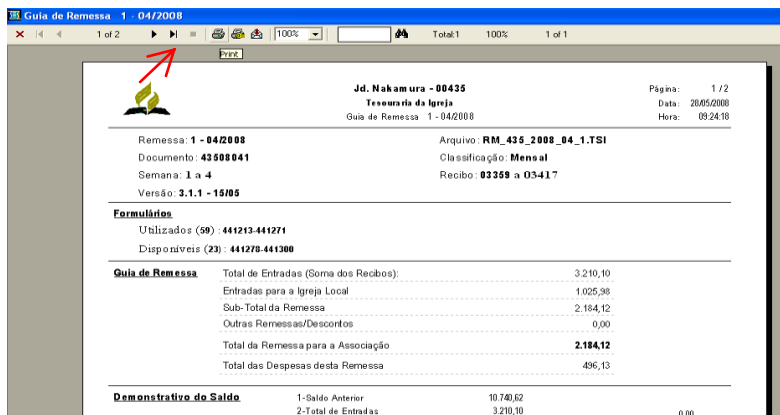 Guia de Remessa 1 - 04/2008
1 of 2 100% Total:1 100% 1 of 1
Print
Jd. Nakamura - 00435 Página: 1 / 2
Tesouraria da Igreja Data: 28/05/2008
Guia de Remessa 1 - 04/2008 Hora: 09:24:18
Remessa: 1 - 04/2008 Arquivo: RM_435_2008_04_1.TSI
Documento: 43508041 Classificação: Mensal
Semana: 1 a 4 Recibo: 03359 a 03417
Versão: 3.1.1 - 15/05
Formulários
Utilizados (59) : 441213-441271
Disponíveis (23) : 441278-441300
Guia de Remessa Total de Entradas (Soma dos Recibos): 3.210,10
Entradas para a Igreja Local 1.025,98
Sub-Total da Remessa 2.184,12
Outras Remessas/Descontos 0,00
Total da Remessa para a Associação 2.184,12
Total das Despesas desta Remessa 496,13
Demonstrativo do Saldo 1-Saldo Anterior 10.740,62
2-Total de Entradas 3.210,10 0,00